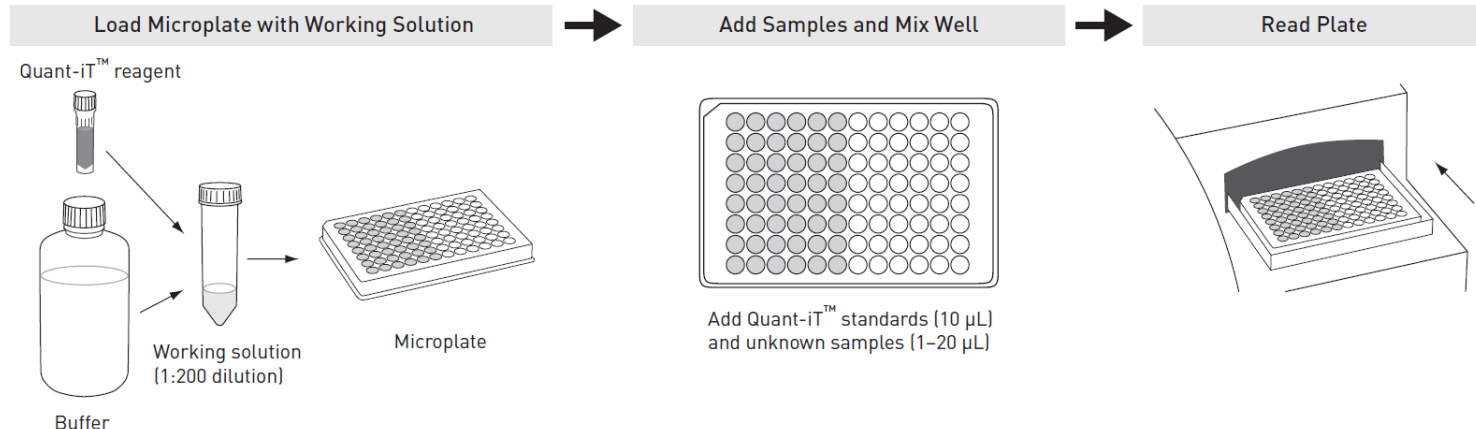 Load Microplate with Working Solution
Add Samples and Mix Well
Read Plate
Quant-iT™ reagent
Working solution
(1:200 dilution)
Buffer
Microplate
Add Quant-iT™ standards (10 µL)
and unknown samples (1–20 µL)